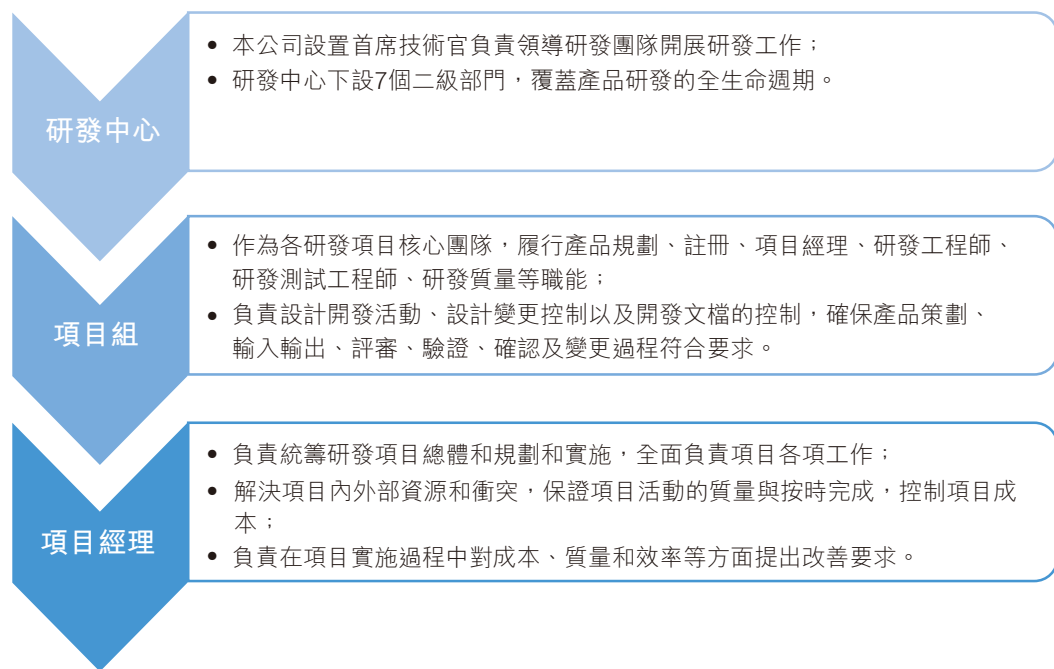 研發中心
• 本公司設置首席技術官負責領導研發團隊開展研發工作；
• 研發中心下設7個二級部門，覆蓋產品研發的全生命週期。
項目組
• 作為各研發項目核心團隊，履行產品規劃、註冊、項目經理、研發工程師、
研發測試工程師、研發質量等職能；
• 負責設計開發活動、設計變更控制以及開發文檔的控制，確保產品策劃、
輸入輸出、評審、驗證、確認及變更過程符合要求。
項目經理
• 負責統籌研發項目總體和規劃和實施，全面負責項目各項工作；
• 解決項目內外部資源和衝突，保證項目活動的質量與按時完成，控制項目成
本；
• 負責在項目實施過程中對成本、質量和效率等方面提出改善要求。